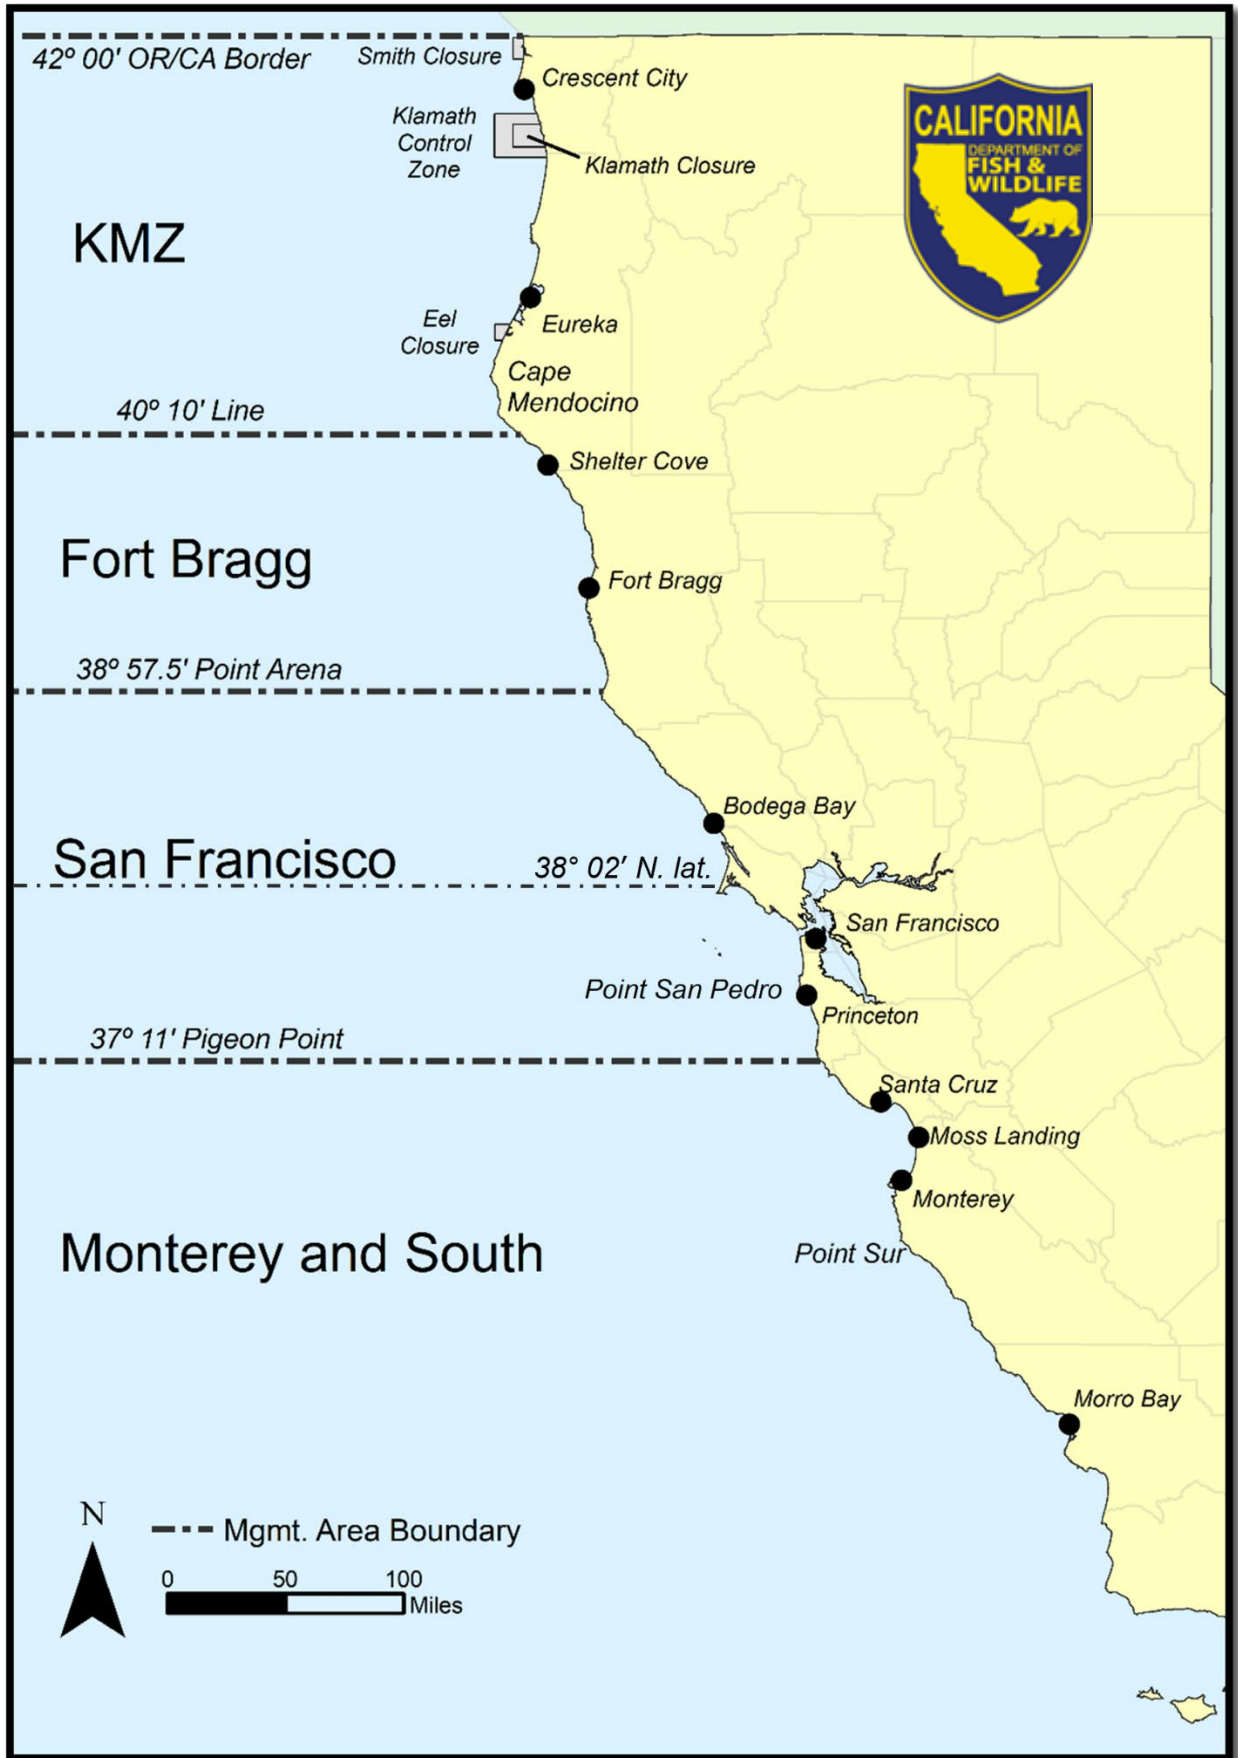 42º 00' OR/CA Border
Smith Closure
Crescent City
Klamath
Control
Zone
Klamath Closure
CALIFORNIA
DEPARTMENT OF
FISH &
WILDLIFE
KMZ
Eel
Closure
Eureka
Cape
Mendocino
40º 10' Line
Shelter Cove
Fort Bragg
Fort Bragg
38º 57.5' Point Arena
Bodega Bay
San Francisco
38° 02′ N. lat.
San Francisco
Point San Pedro
Princeton
37º 11' Pigeon Point
Santa Cruz
Moss Landing
Monterey
Monterey and South
Point Sur
Morro Bay
N
Mgmt. Area Boundary
0 50 100
Miles